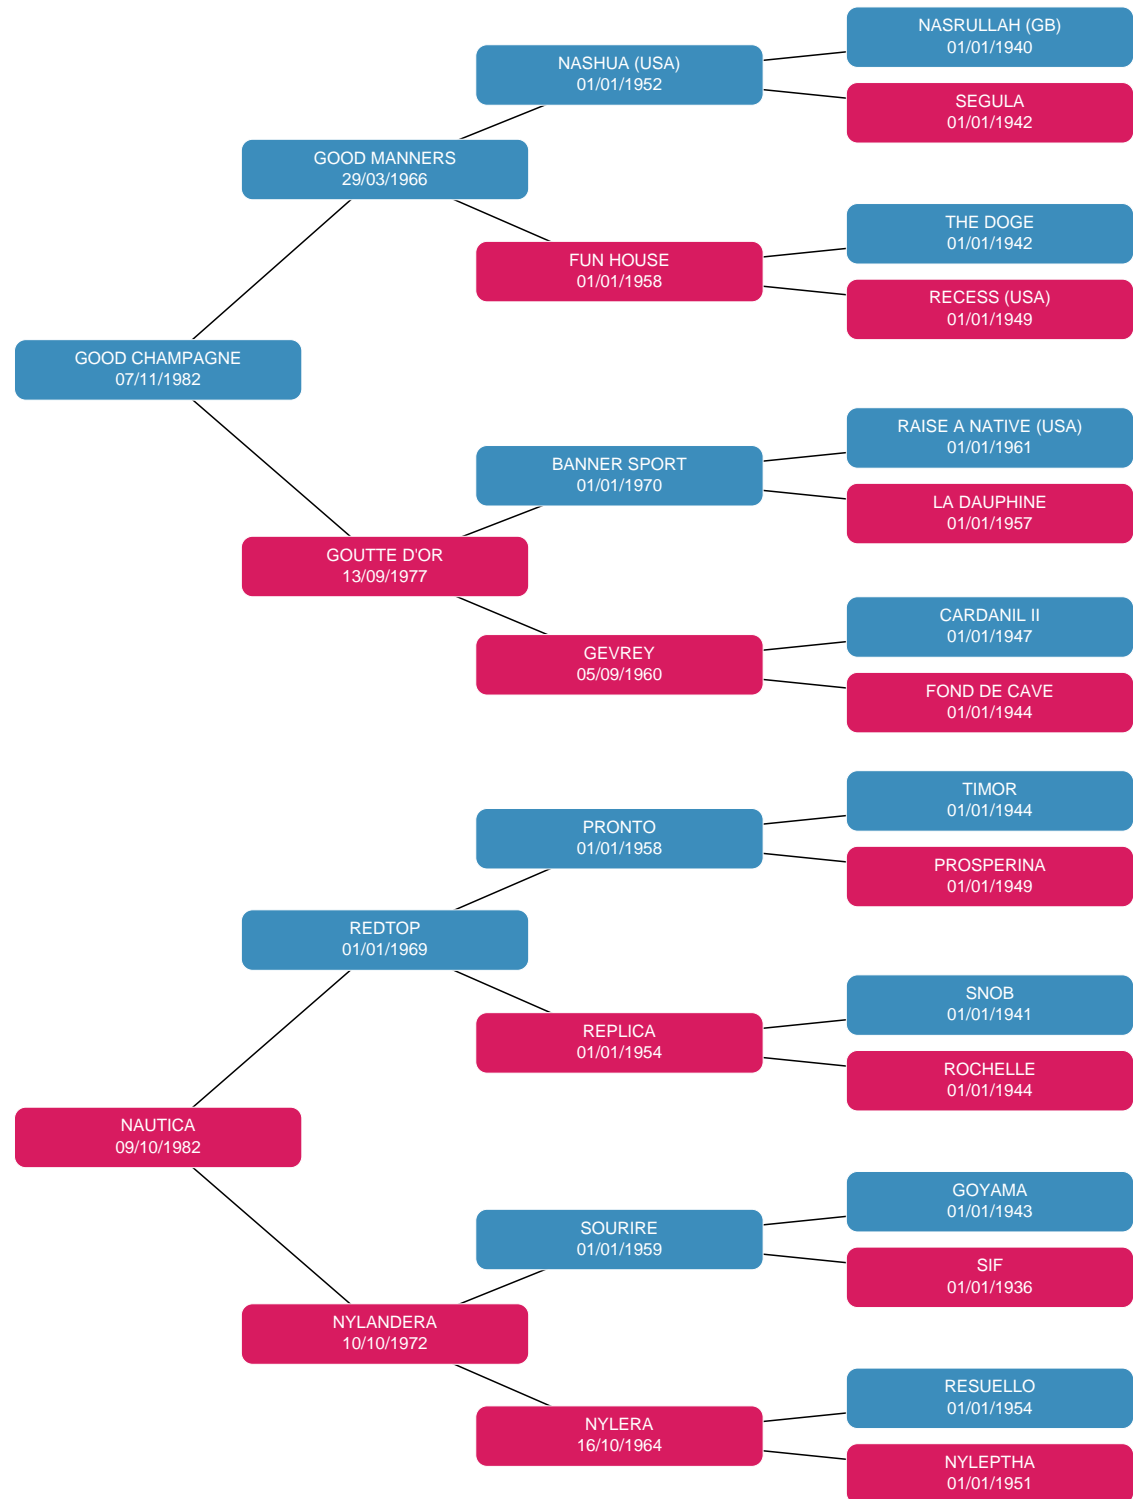 NASRULLAH (GB)
01/01/1940
NASHUA (USA)
01/01/1952
SEGULA
01/01/1942
GOOD MANNERS
29/03/1966
THE DOGE
01/01/1942
FUN HOUSE
01/01/1958
RECESS (USA)
01/01/1949
GOOD CHAMPAGNE
07/11/1982
RAISE A NATIVE (USA)
01/01/1961
BANNER SPORT
01/01/1970
LA DAUPHINE
01/01/1957
GOUTTE D'OR
13/09/1977
CARDANIL II
01/01/1947
GEVREY
05/09/1960
FOND DE CAVE
01/01/1944
TIMOR
01/01/1944
PRONTO
01/01/1958
PROSPERINA
01/01/1949
REDTOP
01/01/1969
SNOB
01/01/1941
REPLICA
01/01/1954
ROCHELLE
01/01/1944
NAUTICA
09/10/1982
GOYAMA
01/01/1943
SOURIRE
01/01/1959
SIF
01/01/1936
NYLANDERA
10/10/1972
RESUELLO
01/01/1954
NYLERA
16/10/1964
NYLEPTHA
01/01/1951